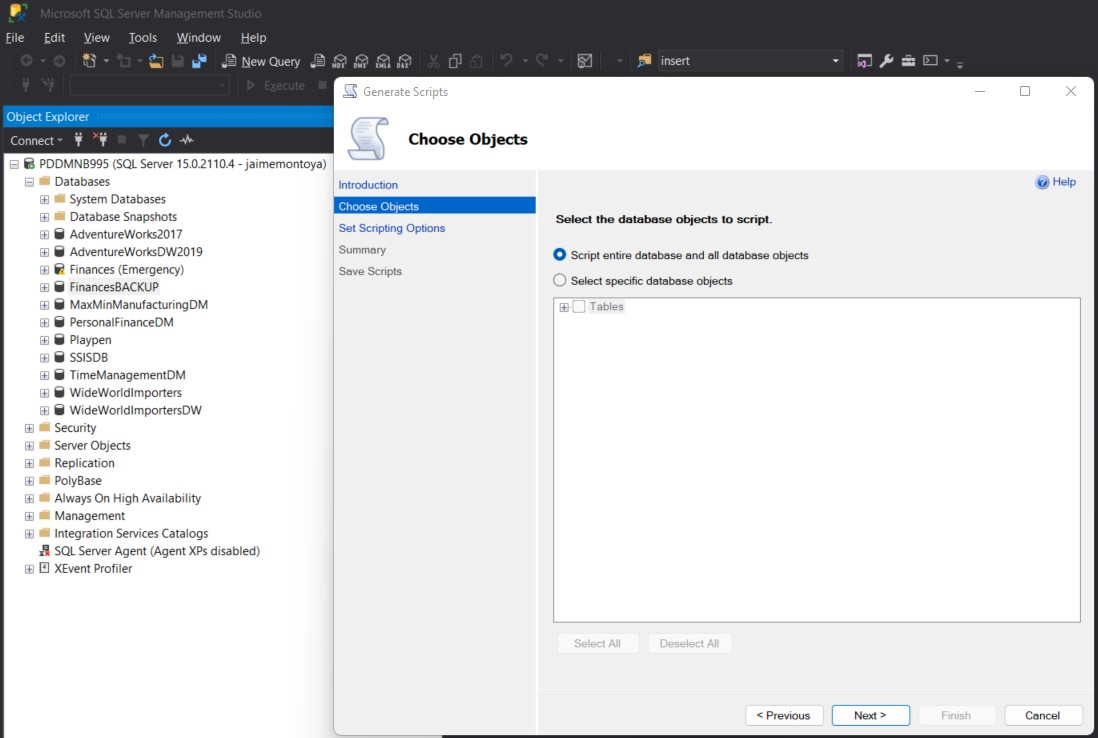 Microsoft SQL Server Management Studio
File Edit View Tools Window Help
New Query MDX DMX XMLA DAX insert
Execute
Generate Scripts
Object Explorer
Connect
Choose Objects
PDDMNB995 (SQL Server 15.0.2110.4 - jaimemontoya)
Databases
System Databases
Database Snapshots
AdventureWorks2017
AdventureWorksDW2019
Finances (Emergency)
FinancesBACKUP
MaxMinManufacturingDM
PersonalFinanceDM
Playpen
SSISDB
TimeManagementDM
WideWorldImporters
WideWorldImportersDW
Security
Server Objects
Replication
PolyBase
Always On High Availability
Management
Integration Services Catalogs
SQL Server Agent (Agent XPs disabled)
XEvent Profiler
Introduction
Choose Objects
Set Scripting Options
Summary
Save Scripts
Help
Select the database objects to script.
Script entire database and all database objects
Select specific database objects
Tables
Select All Deselect All
< Previous Next > Finish Cancel